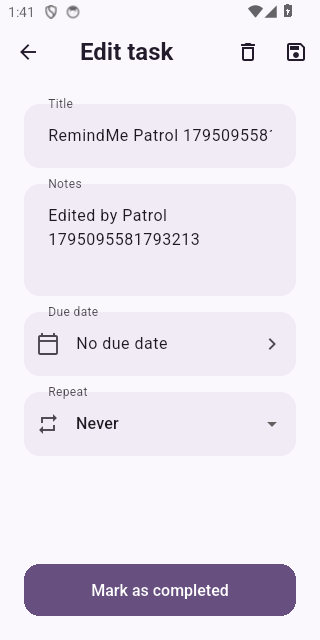 1:41
Edit task
Title
RemindMe Patrol 179509558
Notes
Edited by Patrol
1795095581793213
Due date
No due date
Repeat
Never
Mark as completed